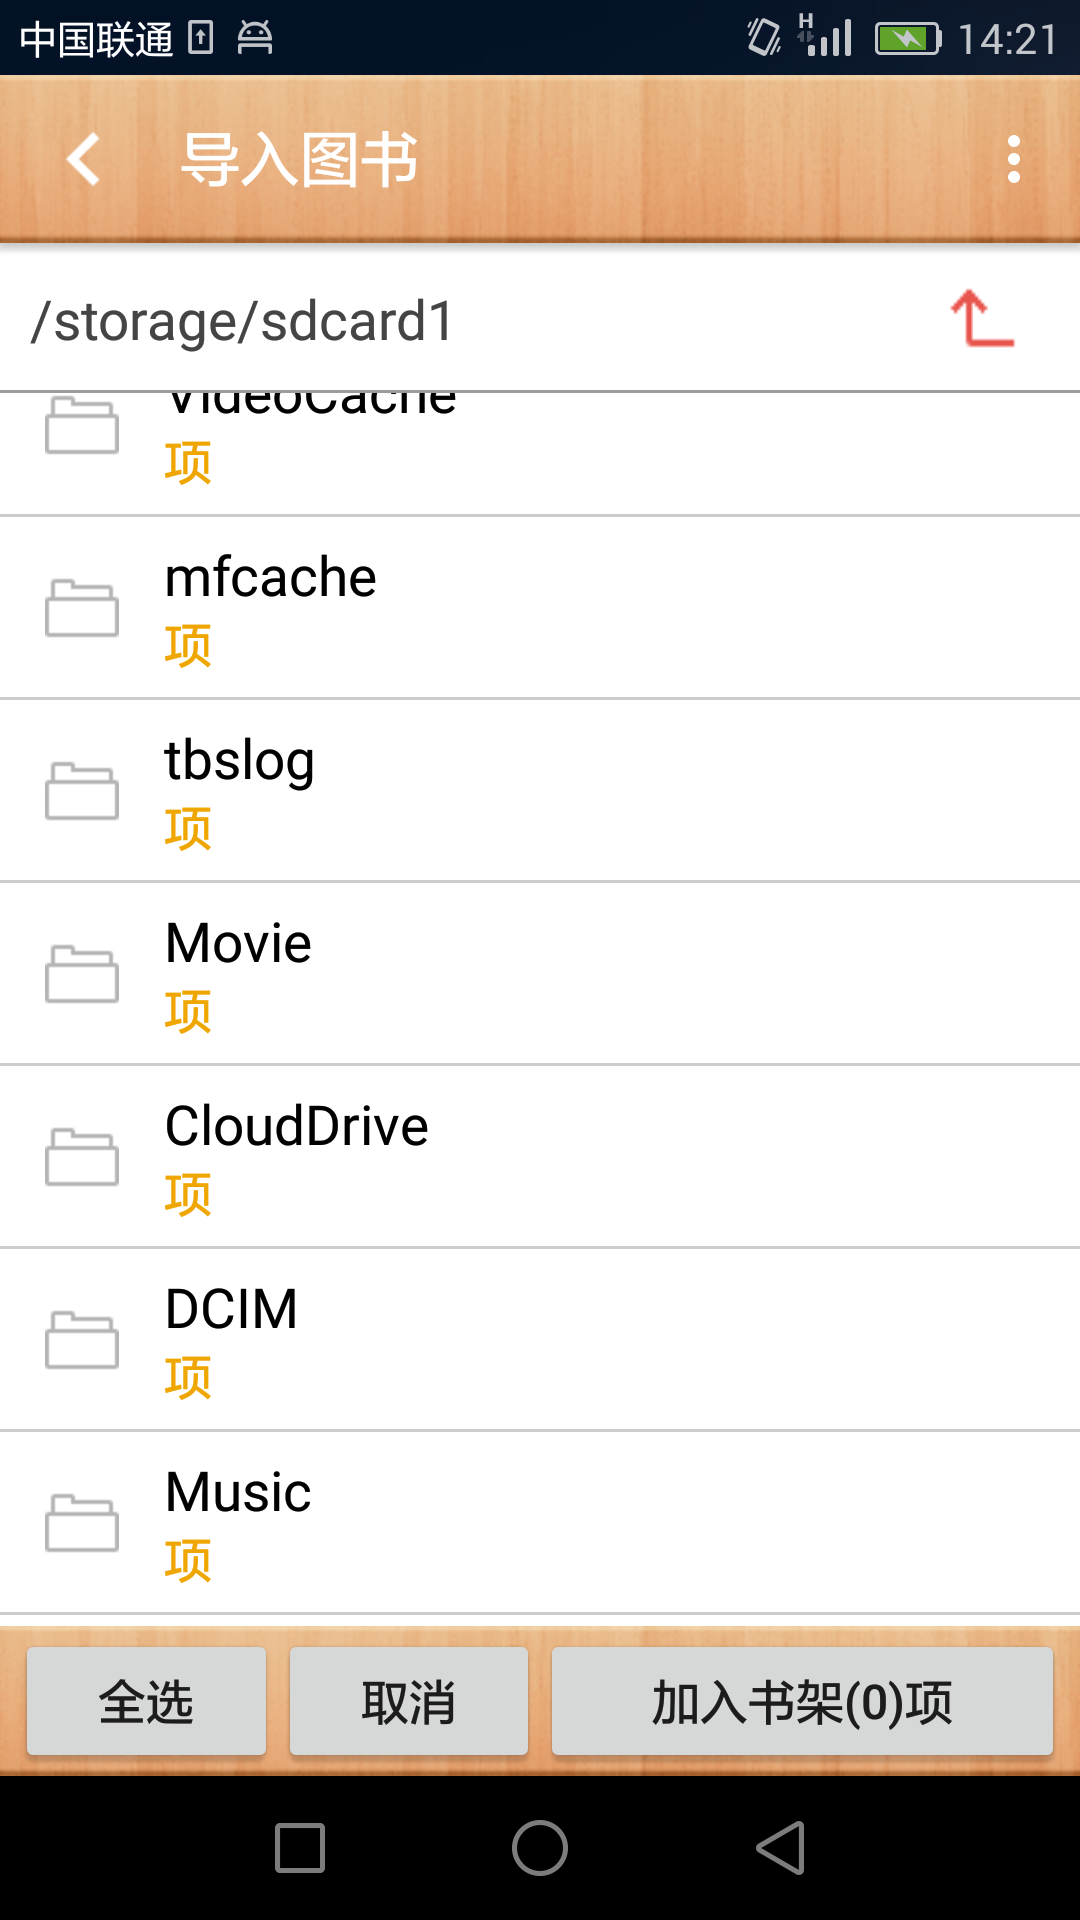 中国联通 H 14:21
导入图书
/storage/sdcard1
VideoCache
项
mfcache
项
tbslog
项
Movie
项
CloudDrive
项
DCIM
项
Music
项
全选 取消 加入书架(0)项